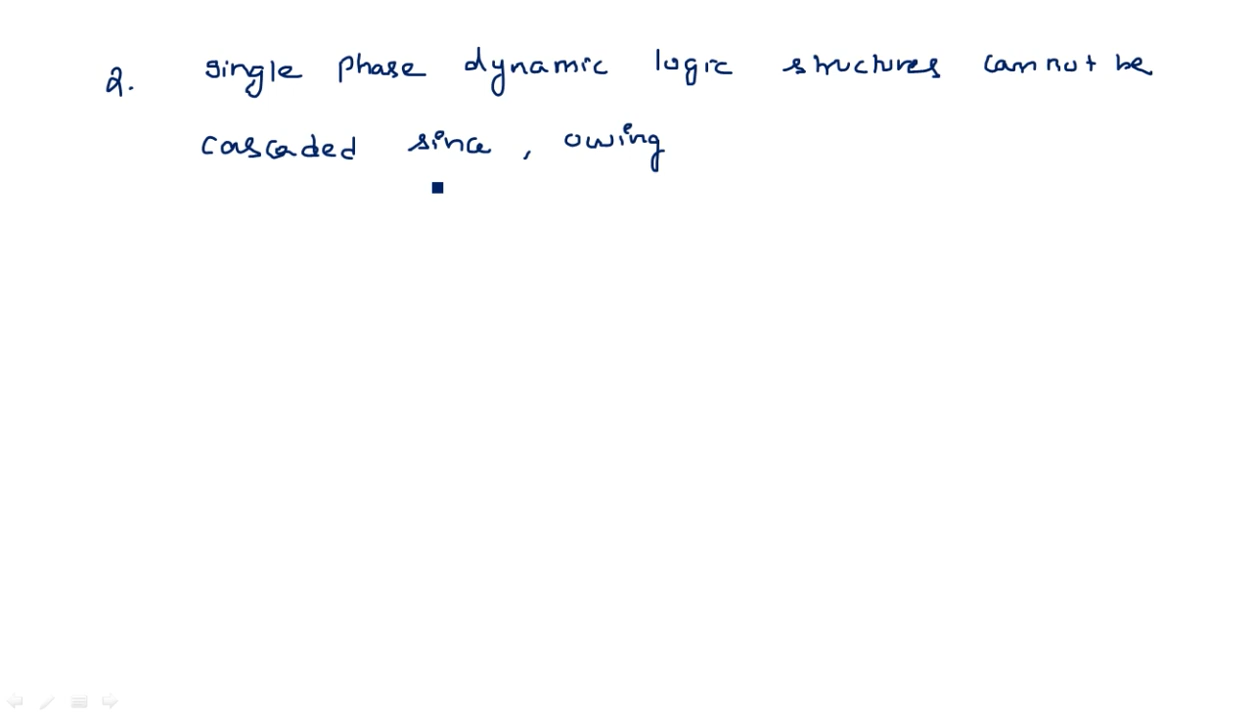 2. single phase dynamic logic structures cannot be
cascaded since, owing